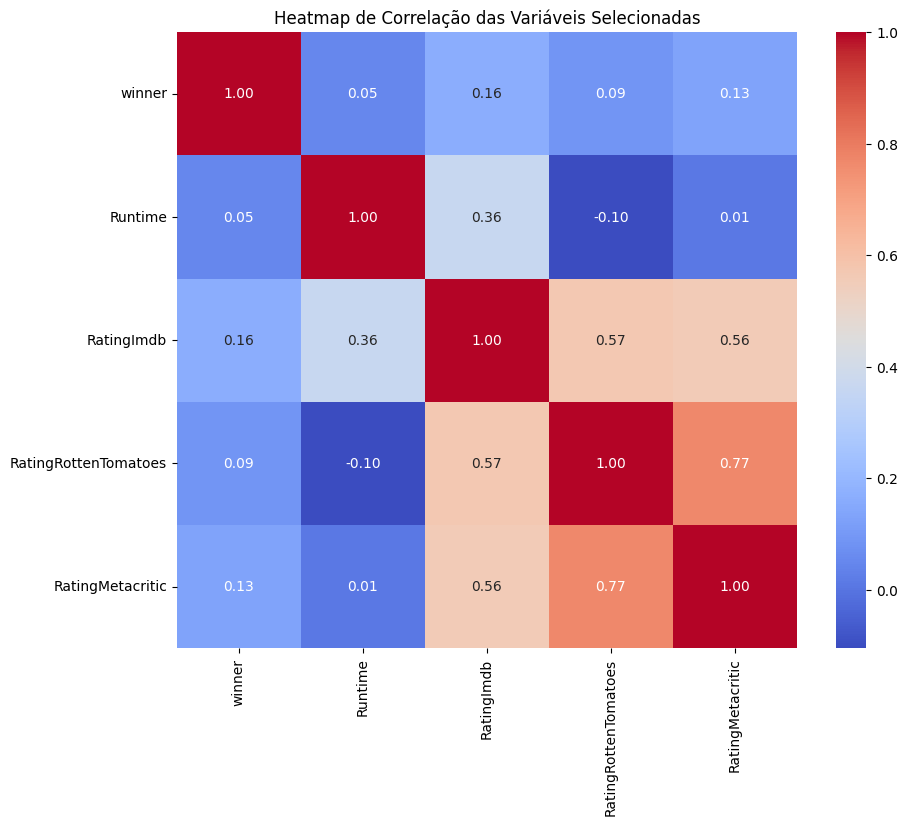 Heatmap de Correlação das Variáveis Selecionadas
winner 1.00 0.05 0.16 0.09 0.13
Runtime 0.05 1.00 0.36 -0.10 0.01
RatingImdb 0.16 0.36 1.00 0.57 0.56
RatingRottenTomatoes 0.09 -0.10 0.57 1.00 0.77
RatingMetacritic 0.13 0.01 0.56 0.77 1.00
winner
Runtime
RatingImdb
RatingRottenTomatoes
RatingMetacritic
1.0
0.8
0.6
0.4
0.2
0.0